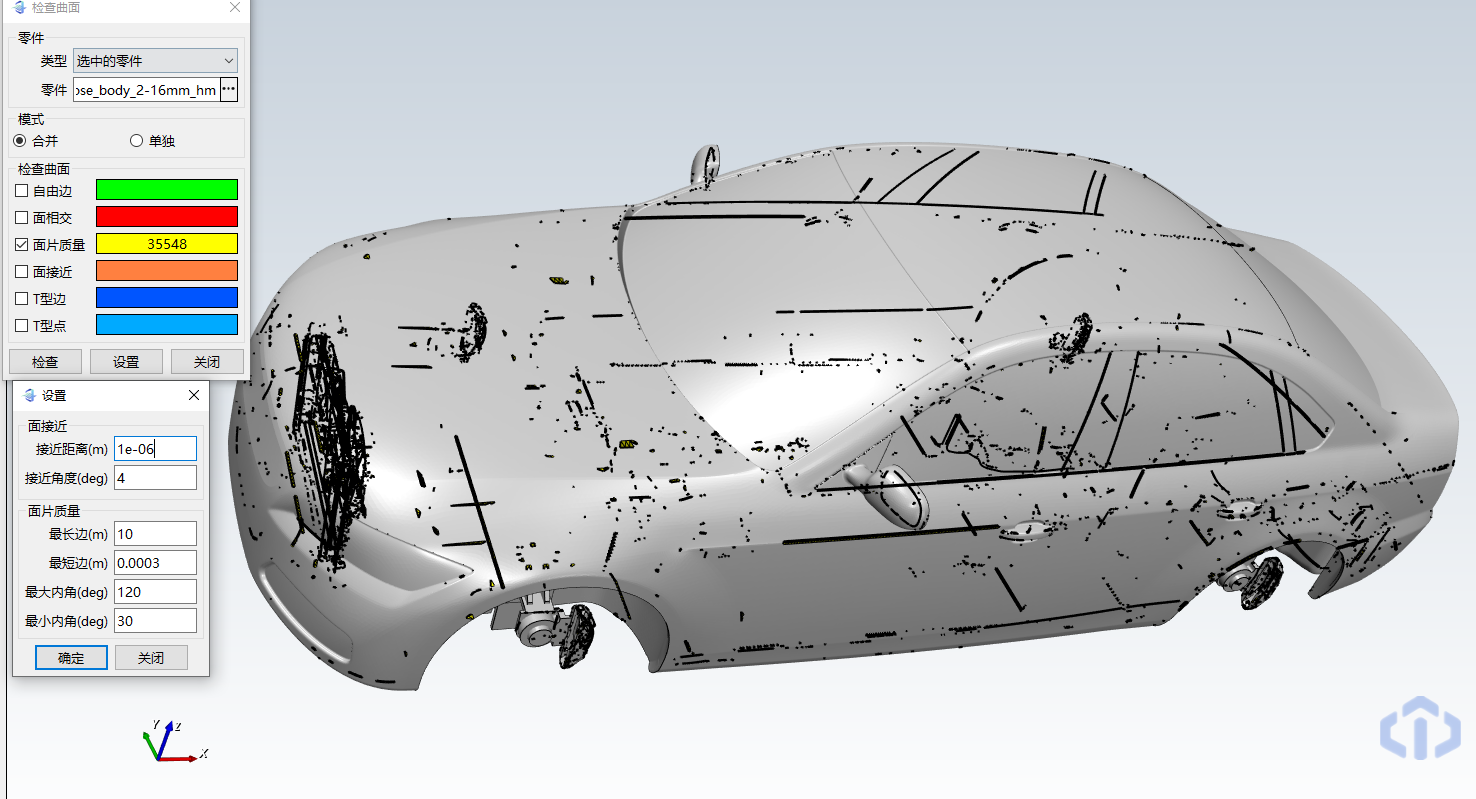 检查曲面
零件
类型 选中的零件
零件 ose_body_2-16mm_hm ...
模式
合并 单独
检查曲面
自由边
面相交
面片质量 35548
面接近
T型边
T型点
检查 设置 关闭
设置
面接近
接近距离(m) 1e-06
接近角度(deg) 4
面片质量
最长边(m) 10
最短边(m) 0.0003
最大内角(deg) 120
最小内角(deg) 30
确定 关闭
Y Z
X